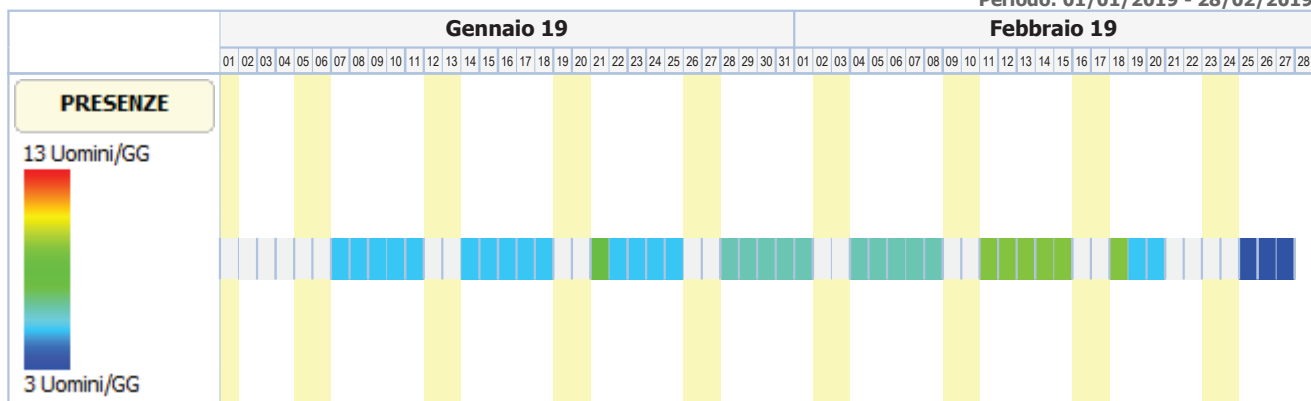 Periodo: 01/01/2019 - 28/02/2019
Gennaio 19 Febbraio 19
01 02 03 04 05 06 07 08 09 10 11 12 13 14 15 16 17 18 19 20 21 22 23 24 25 26 27 28 29 30 31 01 02 03 04 05 06 07 08 09 10 11 12 13 14 15 16 17 18 19 20 21 22 23 24 25 26 27 28
PRESENZE
13 Uomini/GG
3 Uomini/GG